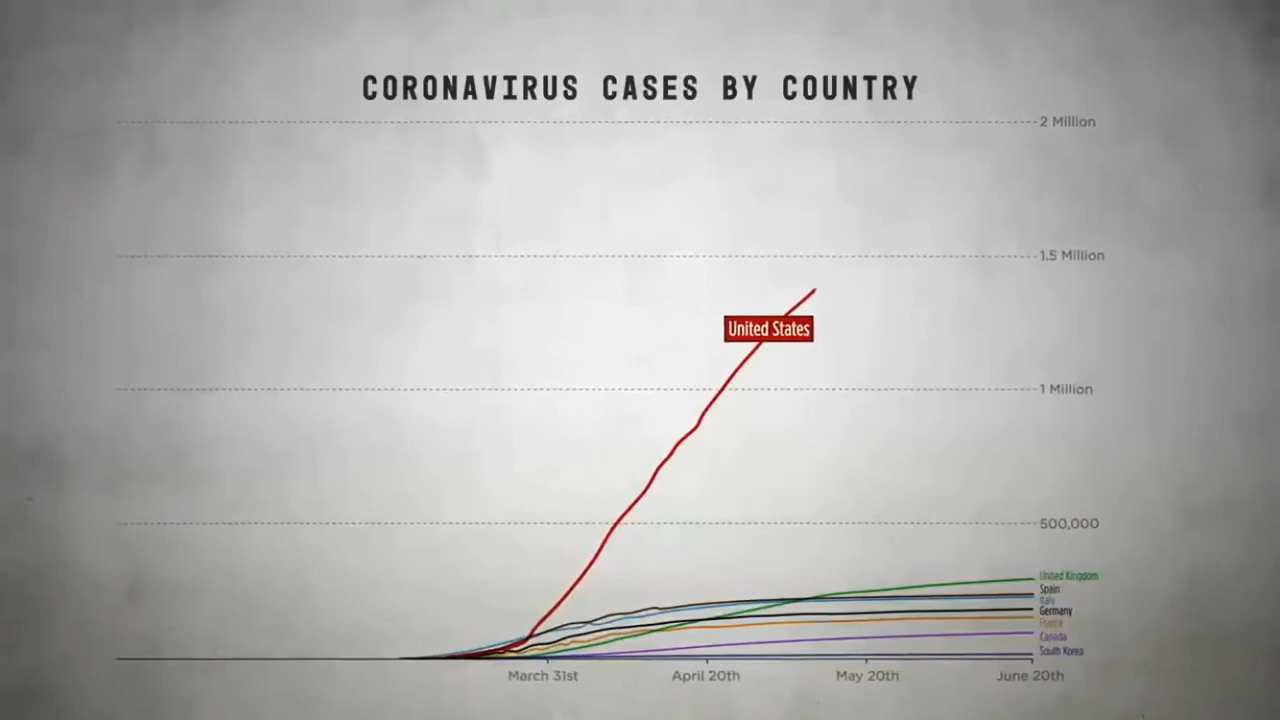 CORONAVIRUS CASES BY COUNTRY
2 Million
1.5 Million
United States
1 Million
500,000
United Kingdom
Spain
Italy
Germany
France
Canada
South Korea
March 31st April 20th May 20th June 20th